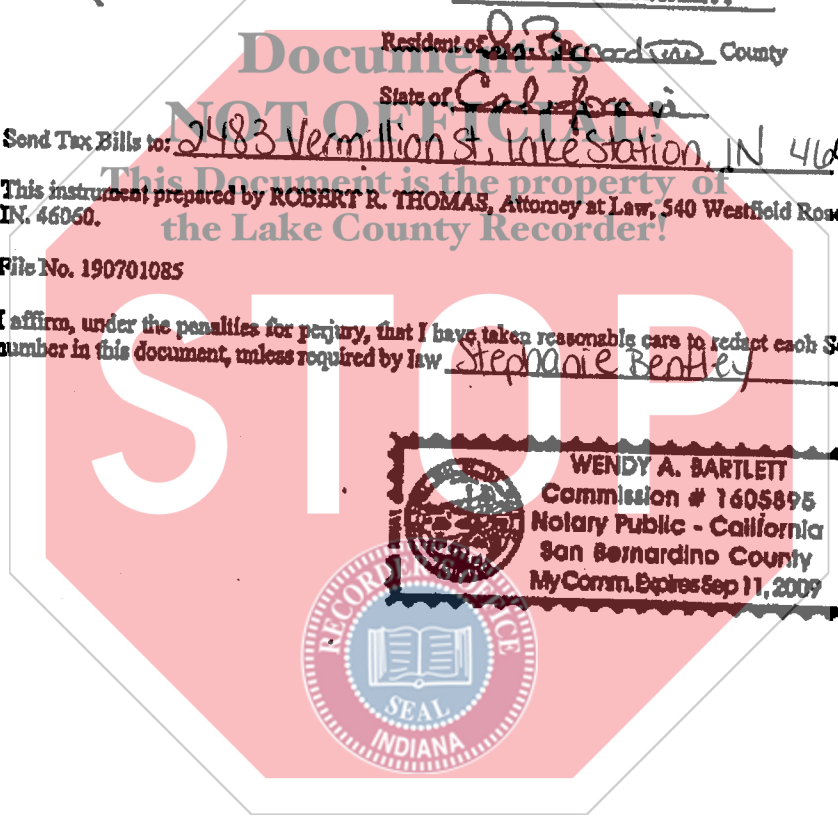 Document is
Resident of San Bernardino County
State of California
NOT OFFICIAL
Send Tax Bills to: 2483 Vermillion St, Lake Station, IN 46
This Document is the property of
This instrument prepared by ROBERT R. THOMAS, Attorney at Law, 540 Westfield
IN. 46060.
the Lake County Recorder!
File No. 190701085
I affirm, under the penalties for perjury, that I have taken reasonable care to redact each
number in this document, unless required by law Stephanie Bentley
STOP
WENDY A. BARTLETT
Commission # 1605895
Notary Public - California
San Bernardino County
My Comm. Expires Sep 11, 2009
RECORDER'S OFFICE
SEAL
INDIANA